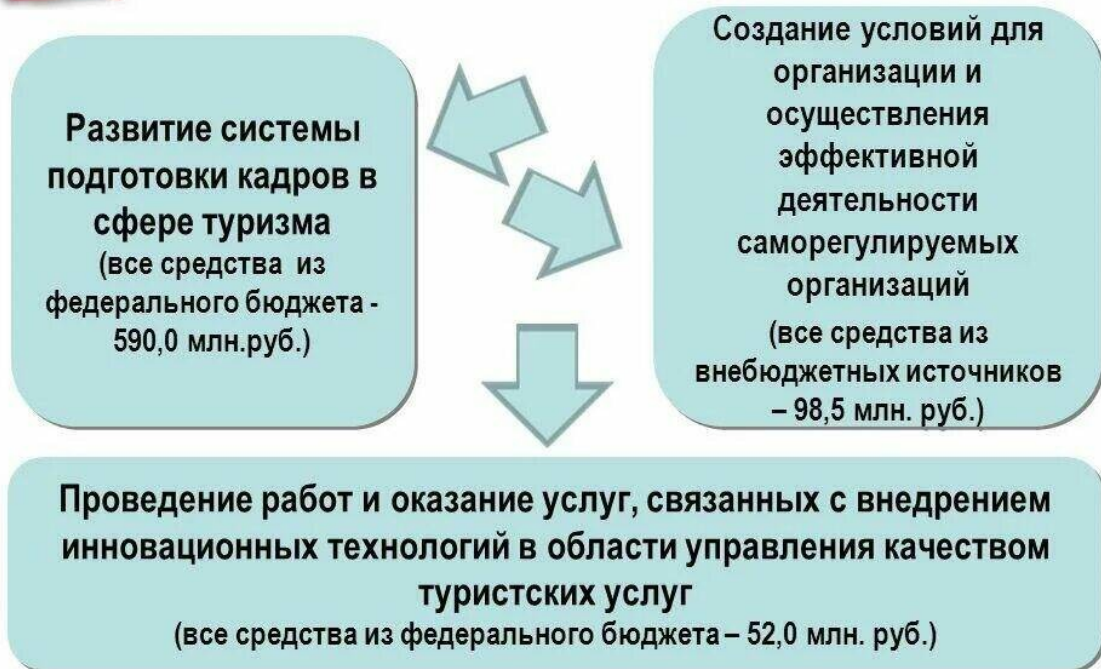 Развитие системы
подготовки кадров в
сфере туризма
(все средства из
федерального бюджета -
590,0 млн.руб.)
Создание условий для
организации и
осуществления
эффективной
деятельности
саморегулируемых
организаций
(все средства из
внебюджетных источников
– 98,5 млн. руб.)
Проведение работ и оказание услуг, связанных с внедрением
инновационных технологий в области управления качеством
туристских услуг
(все средства из федерального бюджета – 52,0 млн. руб.)